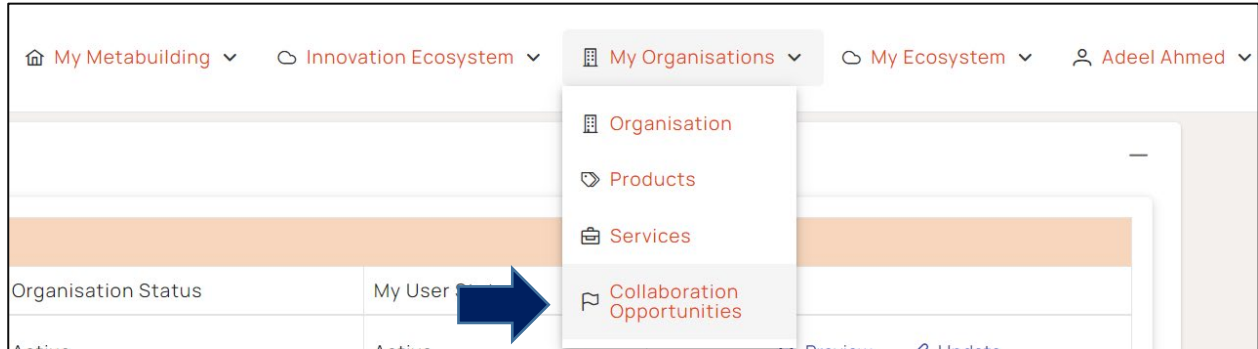 My Metabuilding Innovation Ecosystem My Organisations My Ecosystem Adeel Ahmed
Organisation
Products
Services
Organisation Status My User
Collaboration
Opportunities
Active Active Preview Update